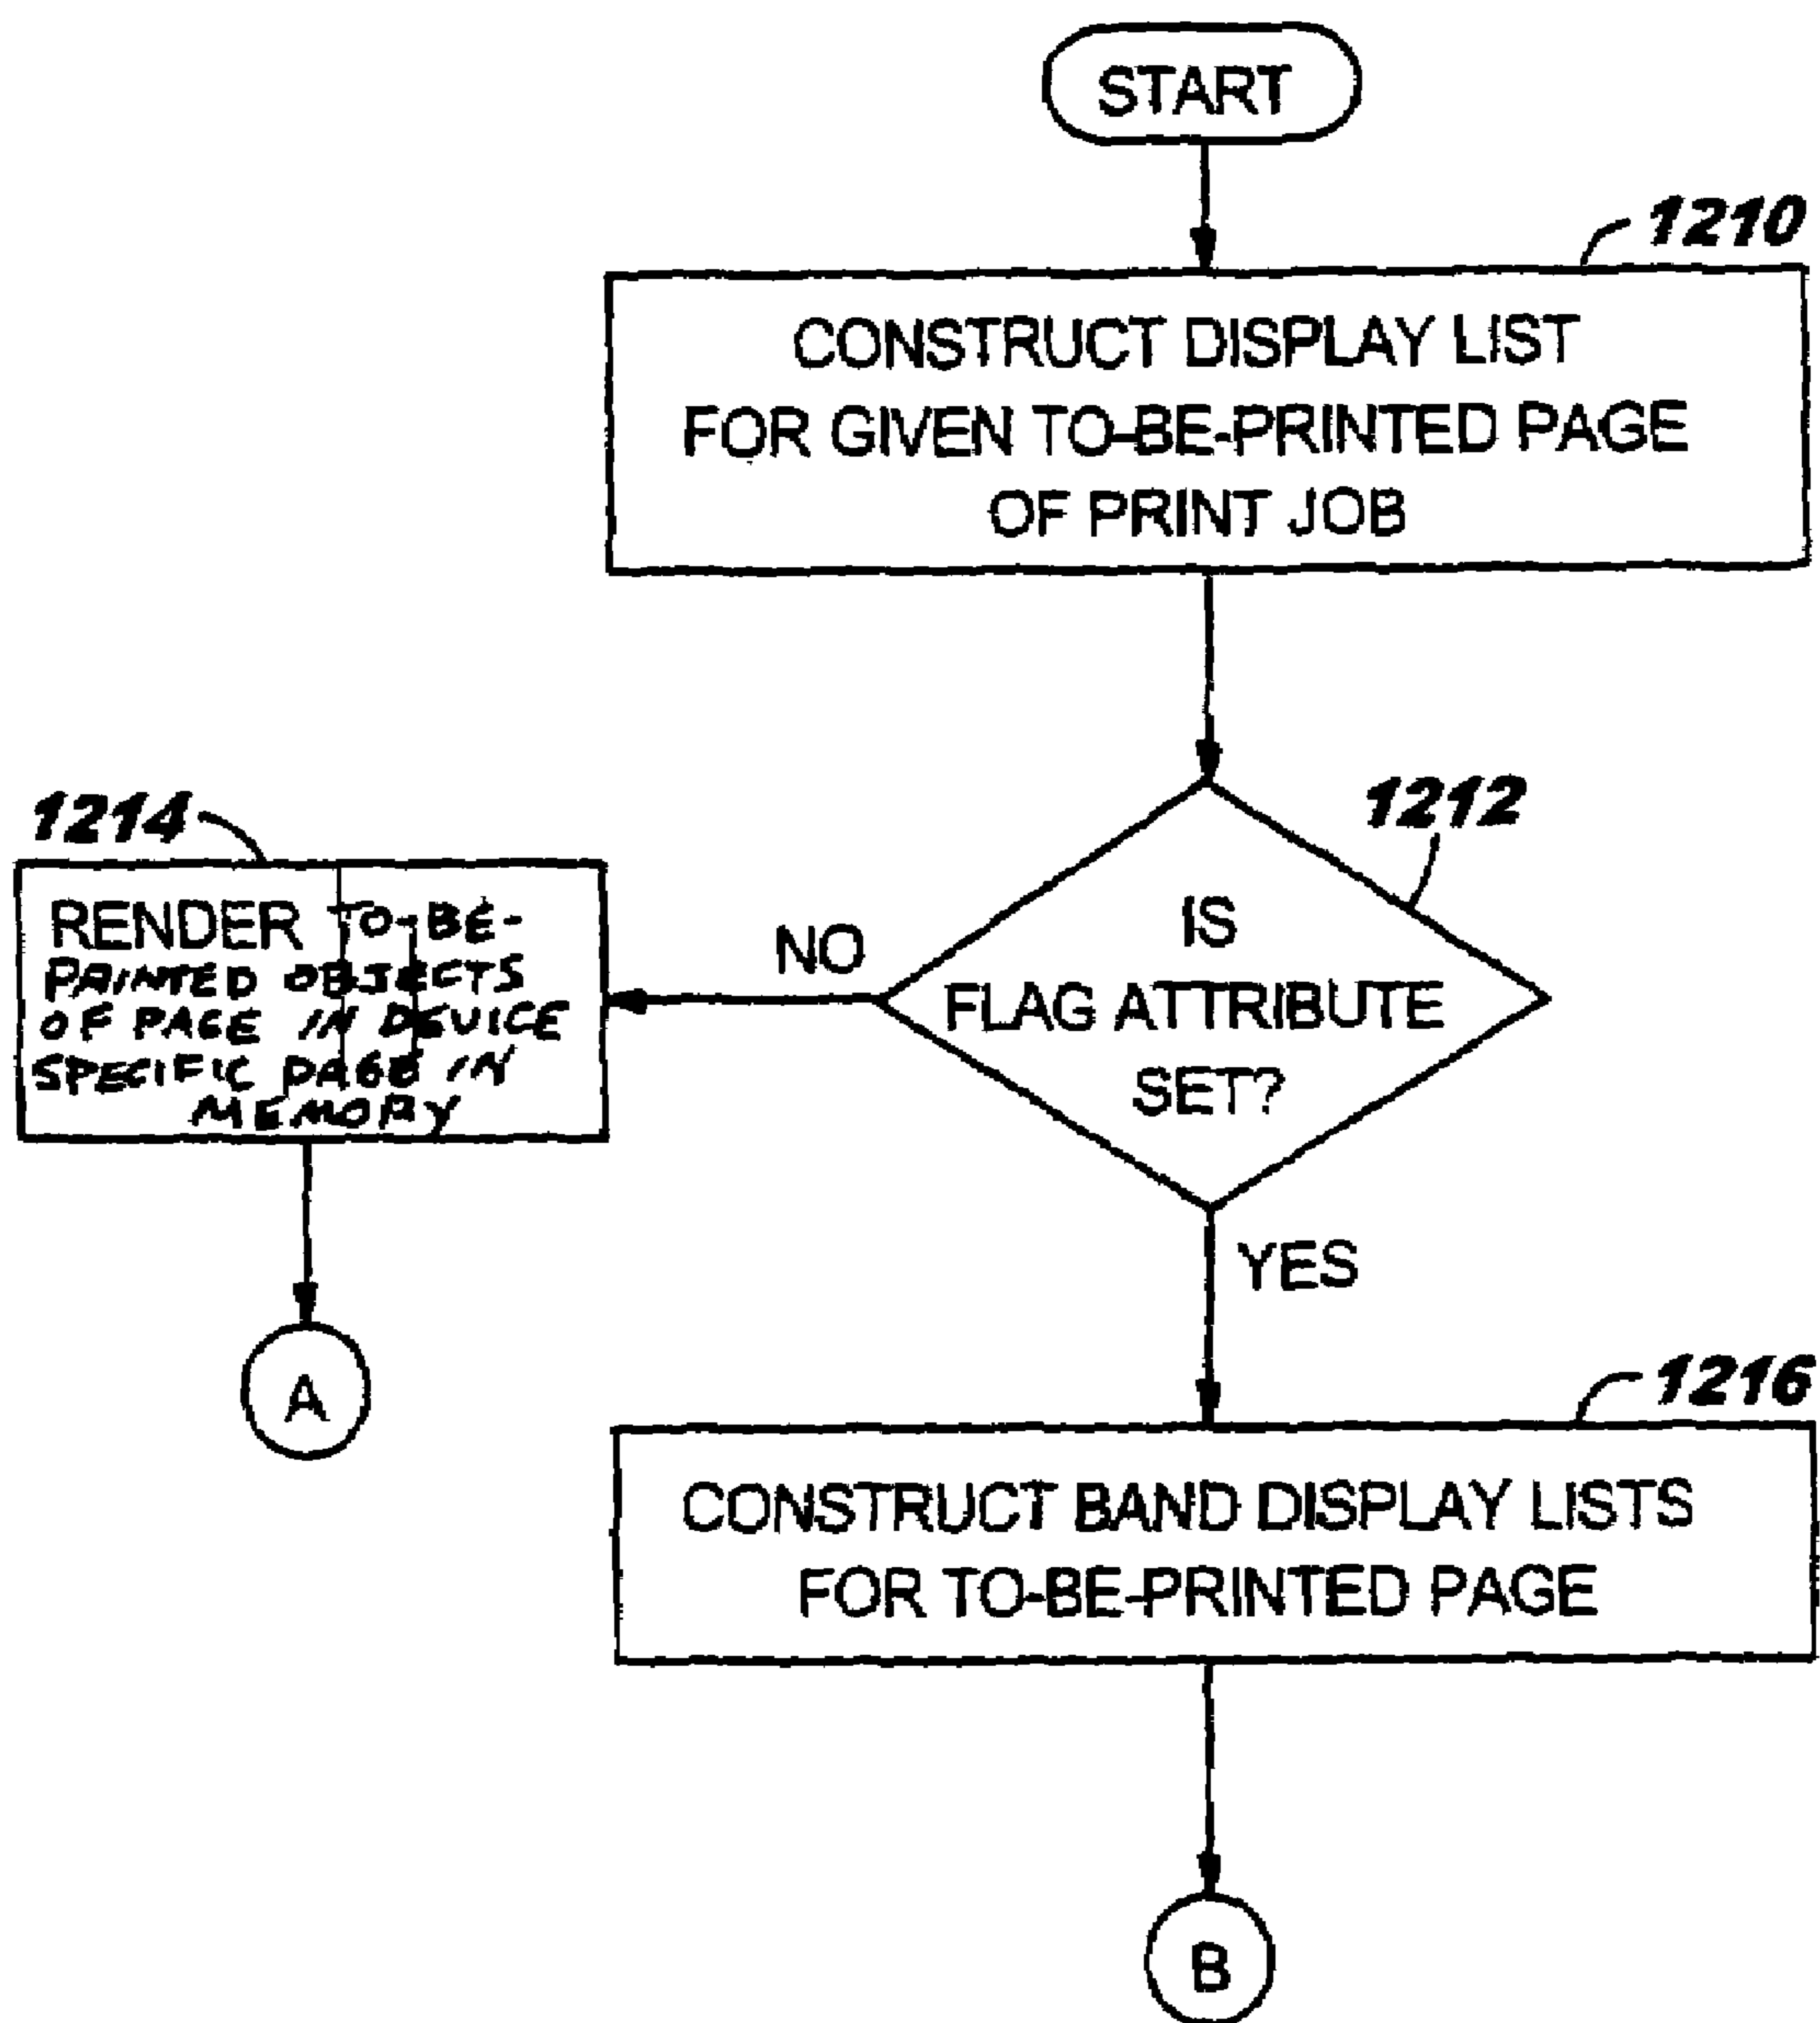 START
1210
CONSTRUCT DISPLAY LIST
FOR GIVEN TO-BE-PRINTED PAGE
OF PRINT JOB
1212
IS
FLAG ATTRIBUTE
SET?
NO
YES
1214
RENDER TO-BE-
PRINTED OBJECTS
OF PAGE IN DEVICE
SPECIFIC PAGE IN
MEMORY
A
1216
CONSTRUCT BAND DISPLAY LISTS
FOR TO-BE-PRINTED PAGE
B